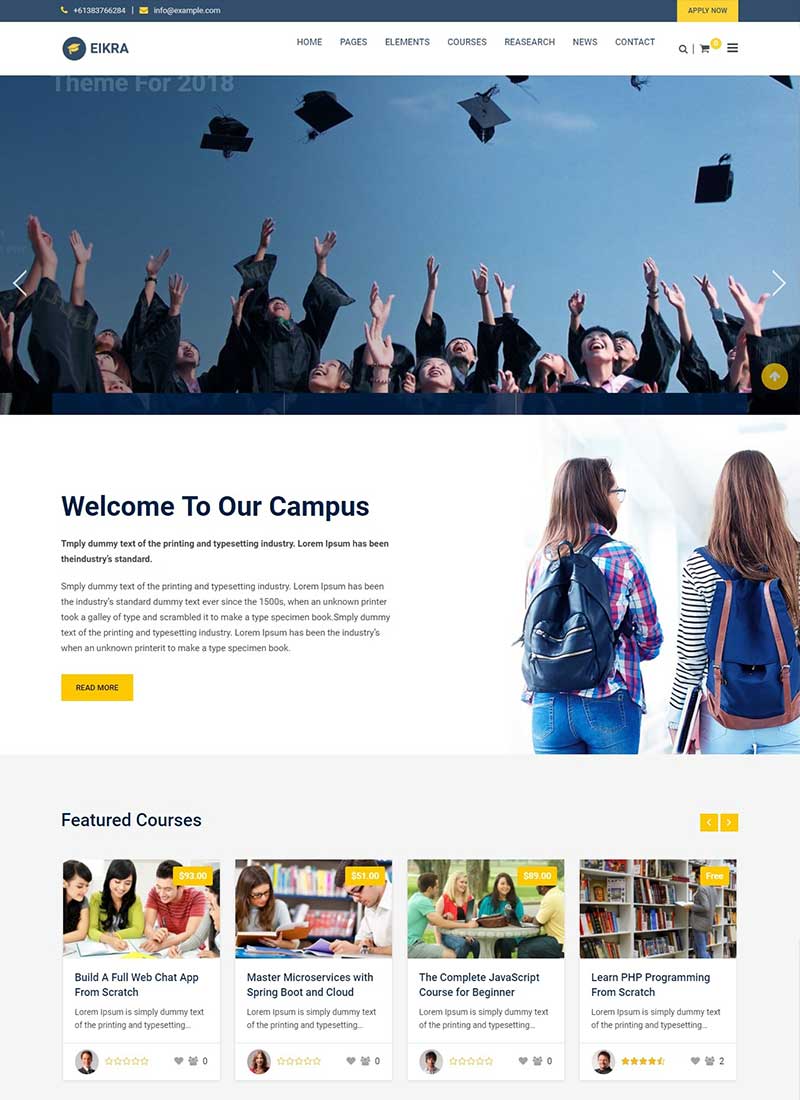 +61383766284 | info@example.com
APPLY NOW
EIKRA
HOME PAGES ELEMENTS COURSES REASEARCH NEWS CONTACT
0
Theme For 2018
Welcome To Our Campus
Tmply dummy text of the printing and typesetting industry. Lorem Ipsum has been
theindustry's standard.
Smply dummy text of the printing and typesetting industry. Lorem Ipsum has been
the industry's standard dummy text ever since the 1500s, when an unknown printer
took a galley of type and scrambled it to make a type specimen book.Smply dummy
text of the printing and typesetting industry. Lorem Ipsum has been the industry's
when an unknown printerit to make a type specimen book.
READ MORE
Featured Courses
$93.00
Build A Full Web Chat App
From Scratch
Lorem Ipsum is simply dummy text
of the printing and typesetting...
0
$51.00
Master Microservices with
Spring Boot and Cloud
Lorem Ipsum is simply dummy text
of the printing and typesetting...
0
$89.00
The Complete JavaScript
Course for Beginner
Lorem Ipsum is simply dummy text
of the printing and typesetting...
0
Free
Learn PHP Programming
From Scratch
Lorem Ipsum is simply dummy text
of the printing and typesetting...
2